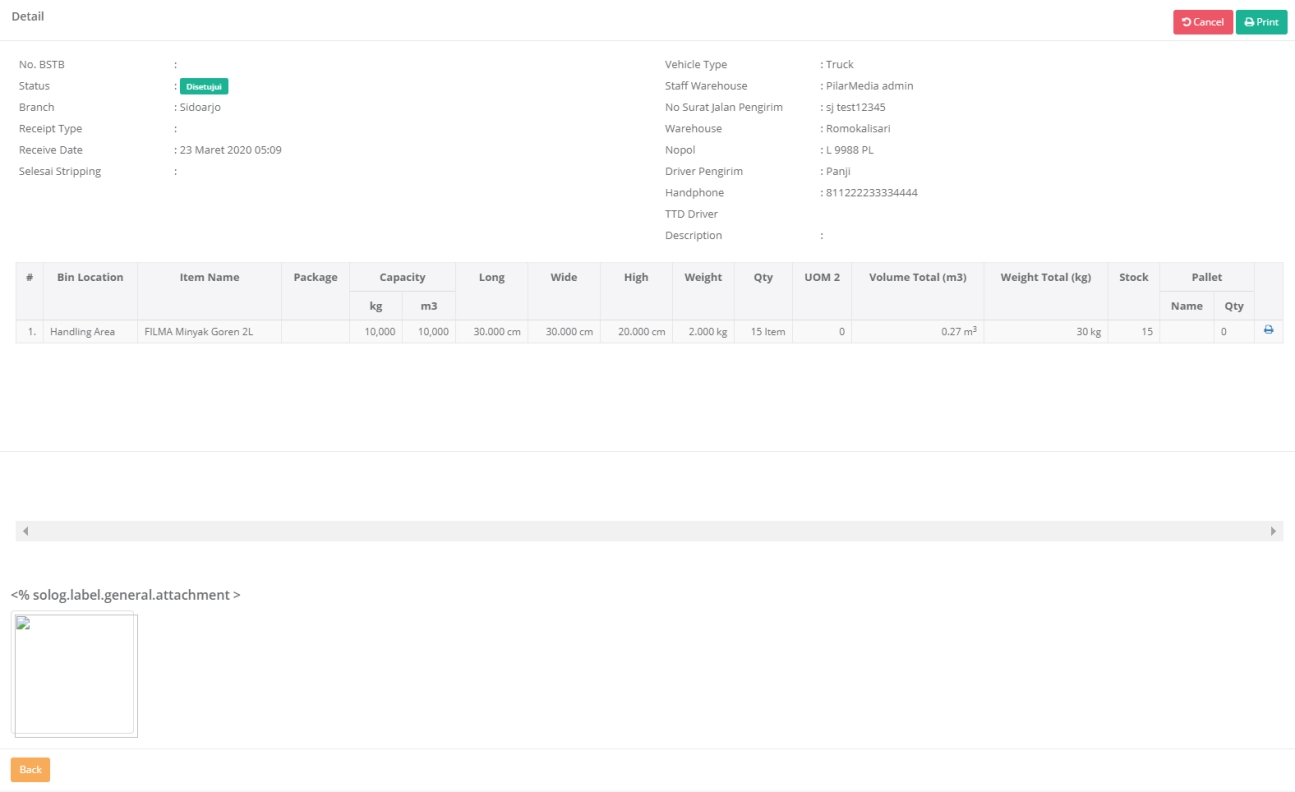 Detail
Cancel Print
No. BSTB :
Status : Disetujui
Branch : Sidoarjo
Receipt Type :
Receive Date : 23 Maret 2020 05:09
Selesai Stripping :
Vehicle Type : Truck
Staff Warehouse : PilarMedia admin
No Surat Jalan Pengirim : sj test12345
Warehouse : Romokalisari
Nopol : L 9988 PL
Driver Pengirim : Panji
Handphone : 811222233334444
TTD Driver
Description :
# Bin Location Item Name Package Capacity Long Wide High Weight Qty UOM 2 Volume Total (m3) Weight Total (kg) Stock Pallet
kg m3 Name Qty
1. Handling Area FILMA Minyak Goren 2L 10,000 10,000 30.000 cm 30.000 cm 20.000 cm 2.000 kg 15 Item 0 0.27 m³ 30 kg 15 0
<% solog.label.general.attachment >
Back